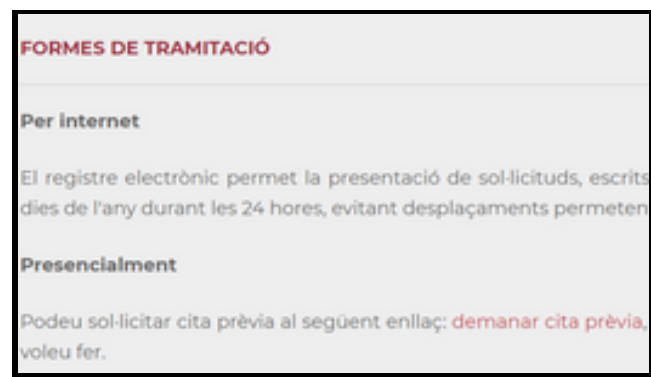 FORMES DE TRAMITACIÓ
Per internet
El registre electrònic permet la presentació de sol·licituds, escrits
dies de l'any durant les 24 hores, evitant desplaçaments permeten
Presencialment
Podeu sol·licitar cita prèvia al següent enllaç: demanar cita prèvia,
voleu fer.